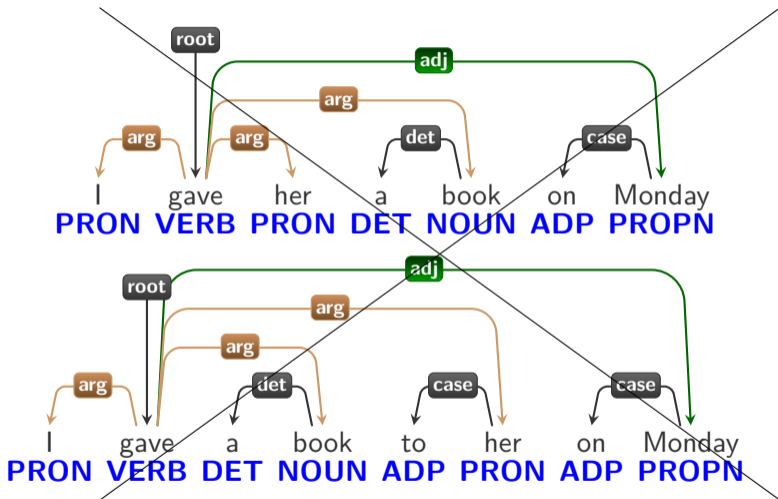 root
adj
arg
arg arg det case
I gave her a book on Monday
PRON VERB PRON DET NOUN ADP PROPN
adj
root
arg
arg
arg det case case
I gave a book to her on Monday
PRON VERB DET NOUN ADP PRON ADP PROPN